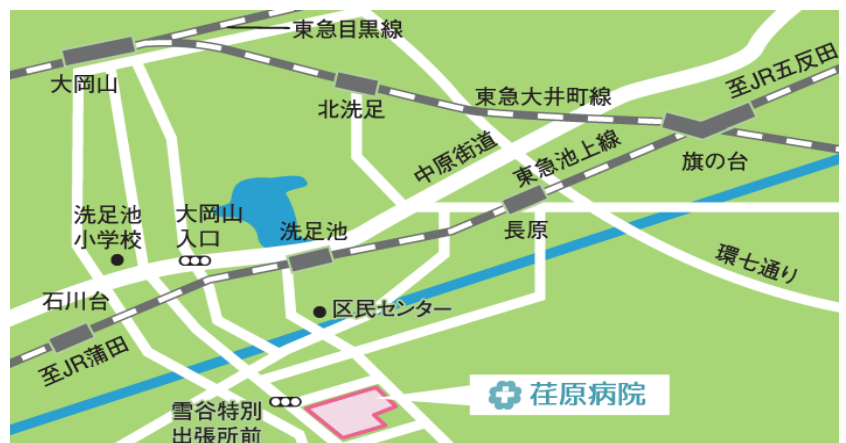 東急目黒線
大岡山
北洗足
東急大井町線
至JR五反田
中原街道
東急池上線
旗の台
洗足池
小学校
大岡山
入口
洗足池
長原
環七通り
石川台
区民センター
至JR蒲田
荏原病院
雪谷特別
出張所前